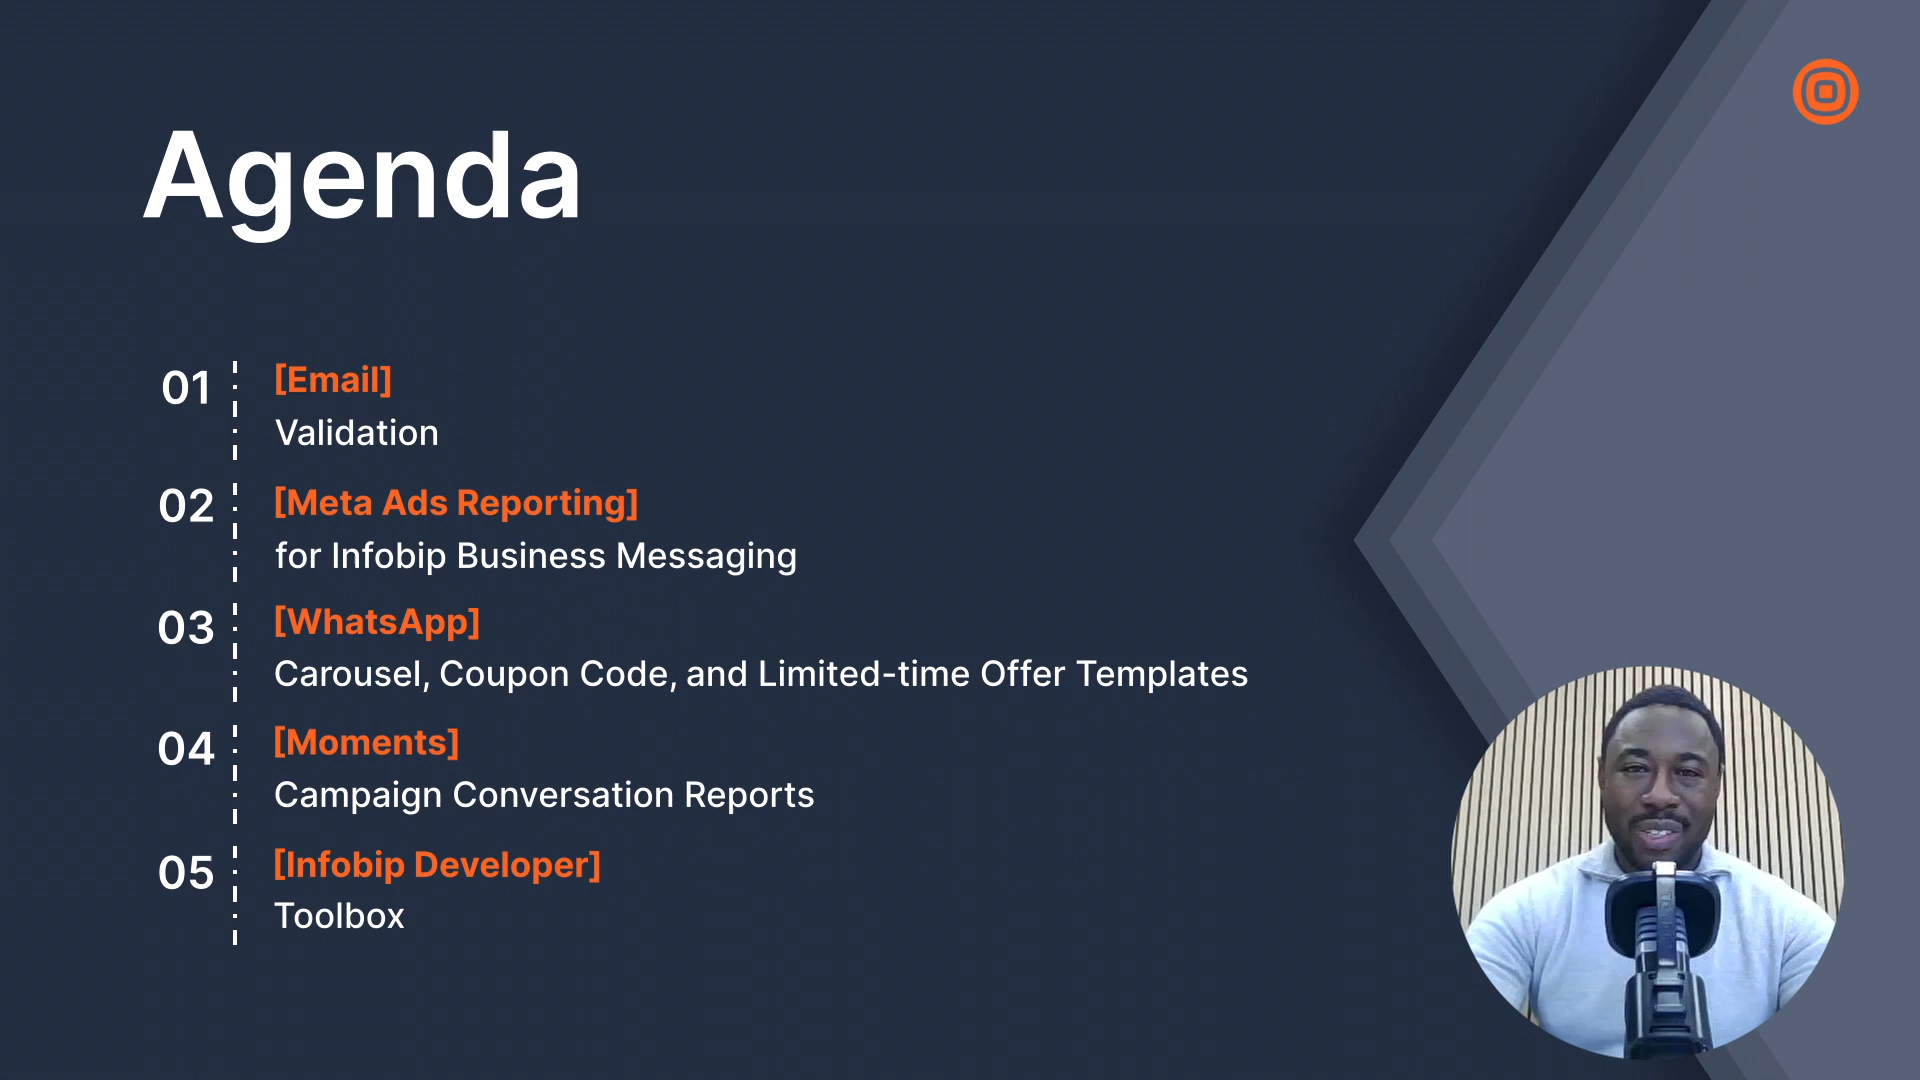 Agenda
01
[Email]
Validation
02
[Meta Ads Reporting]
for Infobip Business Messaging
03
[WhatsApp]
Carousel, Coupon Code, and Limited-time Offer Templates
04
[Moments]
Campaign Conversation Reports
05
[Infobip Developer]
Toolbox